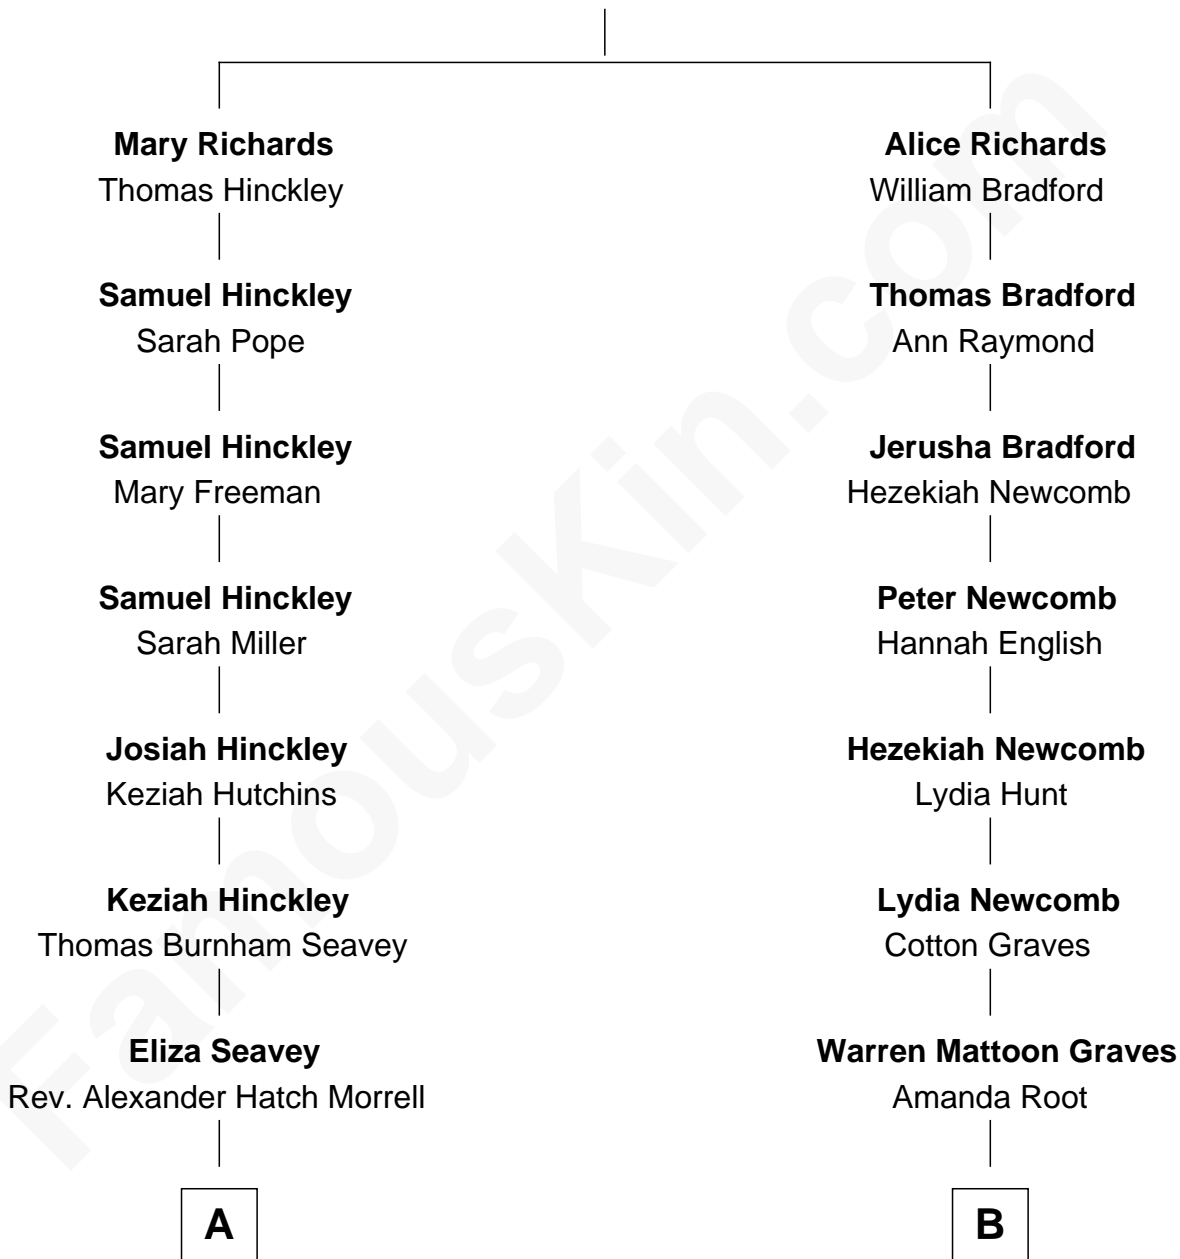 Mary Richards
Thomas Hinckley
Alice Richards
William Bradford
Samuel Hinckley
Sarah Pope
Thomas Bradford
Ann Raymond
Samuel Hinckley
Mary Freeman
Jerusha Bradford
Hezekiah Newcomb
Samuel Hinckley
Sarah Miller
Peter Newcomb
Hannah English
Josiah Hinckley
Keziah Hutchins
Hezekiah Newcomb
Lydia Hunt
Keziah Hinckley
Thomas Burnham Seavey
Lydia Newcomb
Cotton Graves
Eliza Seavey
Rev. Alexander Hatch Morrell
Warren Mattoon Graves
Amanda Root
A
B
FamousKin.com